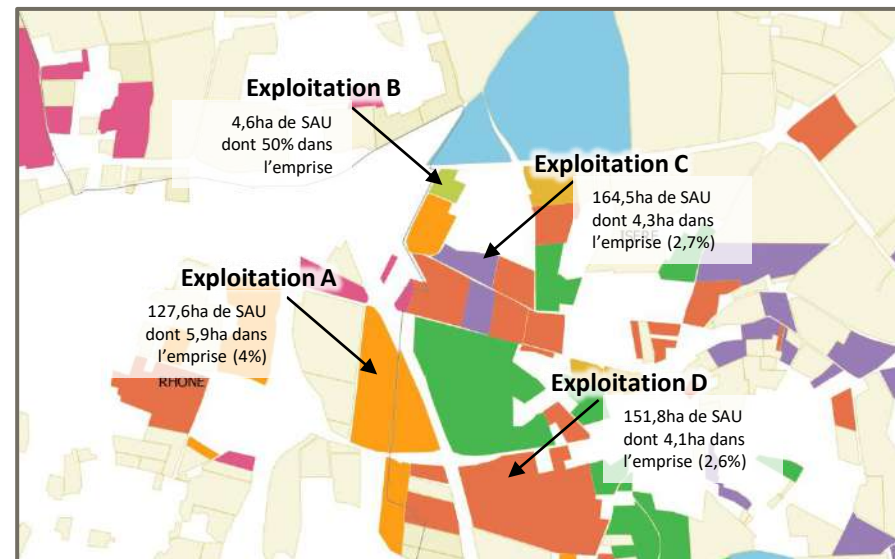 Exploitation B
4,6ha de SAU
dont 50% dans
l'emprise
Exploitation C
164,5ha de SAU
dont 4,3ha dans
l'emprise (2,7%)
ISERE
Exploitation A
127,6ha de SAU
dont 5,9ha dans
l'emprise (4%)
RHONE
Exploitation D
151,8ha de SAU
dont 4,1ha dans
l'emprise (2,6%)